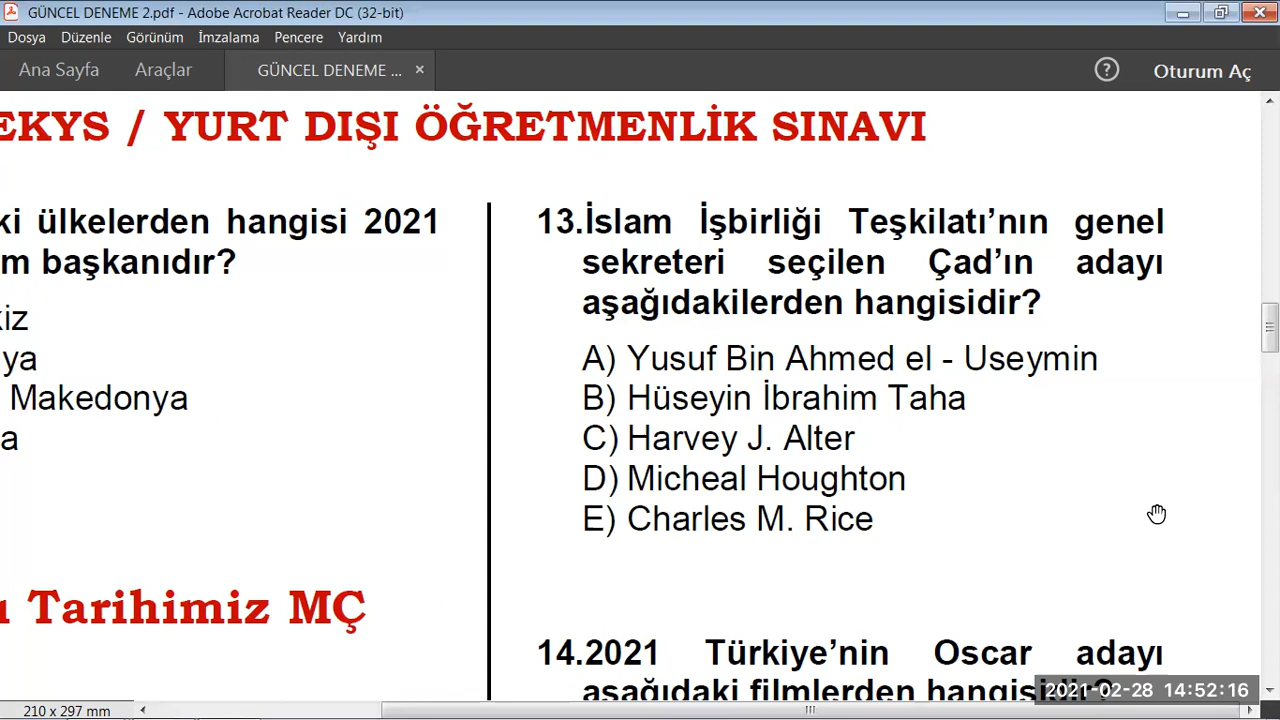 GÜNCEL DENEME 2.pdf - Adobe Acrobat Reader DC (32-bit)
Dosya Düzenle Görünüm İmzalama Pencere Yardım
Ana Sayfa Araçlar GÜNCEL DENEME ... × ? Oturum Aç
EKYS / YURT DIŞI ÖĞRETMENLİK SINAVI
ki ülkelerden hangisi 2021
m başkanıdır?
kiz
ya
Makedonya
a
ı Tarihimiz MÇ
13.İslam İşbirliği Teşkilatı’nın genel
sekreteri seçilen Çad’ın adayı
aşağıdakilerden hangisidir?
A) Yusuf Bin Ahmed el - Useymin
B) Hüseyin İbrahim Taha
C) Harvey J. Alter
D) Micheal Houghton
E) Charles M. Rice
14.2021 Türkiye’nin Oscar adayı
aşağıdaki filmlerden hangisidir?
2021-02-28 14:52:16
210 x 297 mm